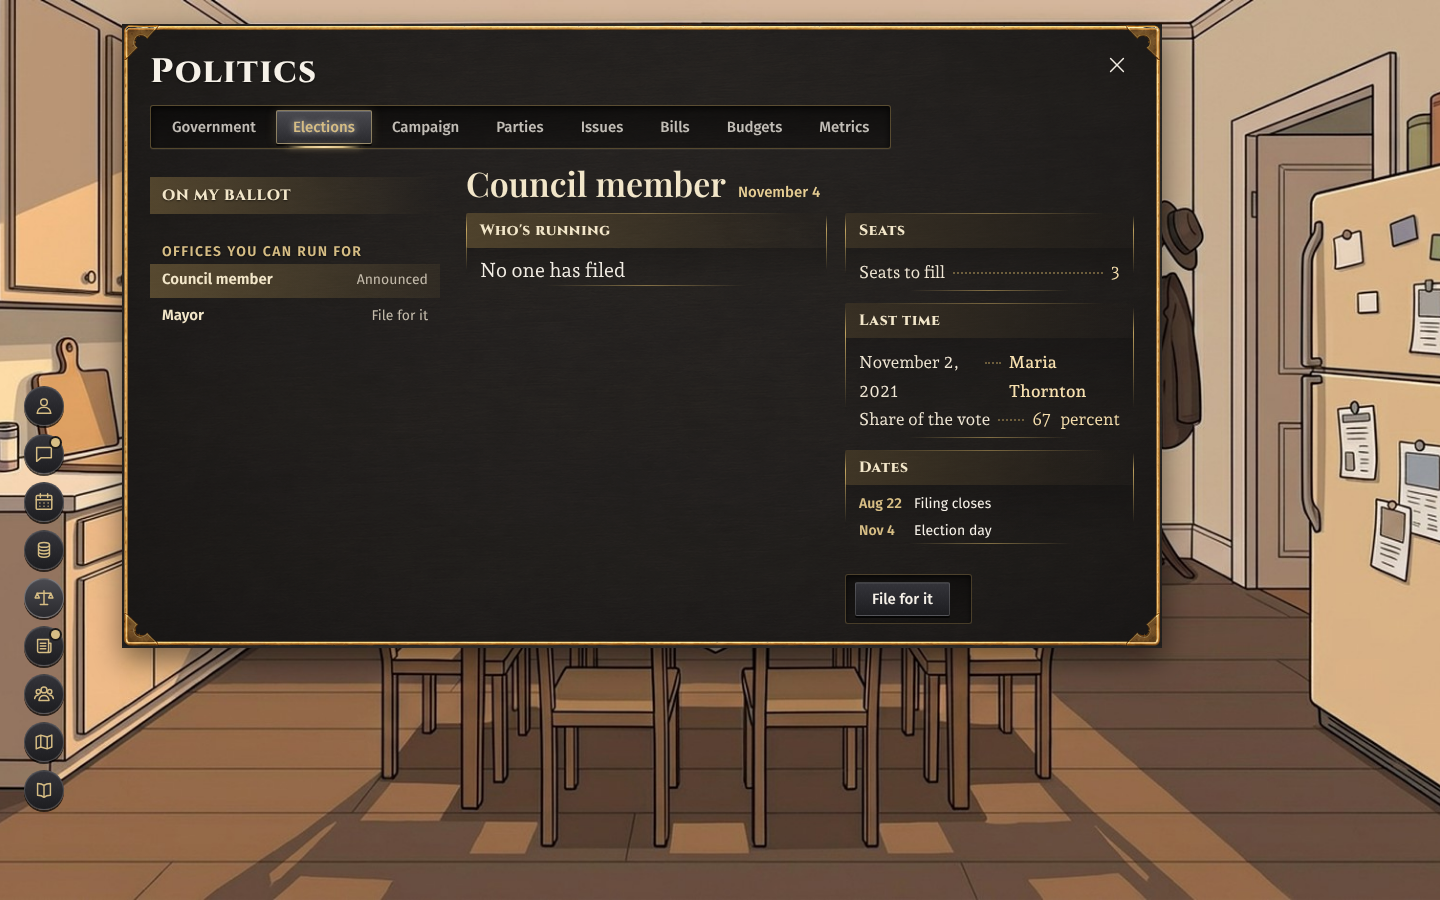 Politics
Government Elections Campaign Parties Issues Bills Budgets Metrics
ON MY BALLOT
OFFICES YOU CAN RUN FOR
Council member Announced
Mayor File for it
Council member November 4
Who's running
No one has filed
Seats
Seats to fill 3
Last time
November 2, 2021 Maria Thornton
Share of the vote 67 percent
Dates
Aug 22 Filing closes
Nov 4 Election day
File for it